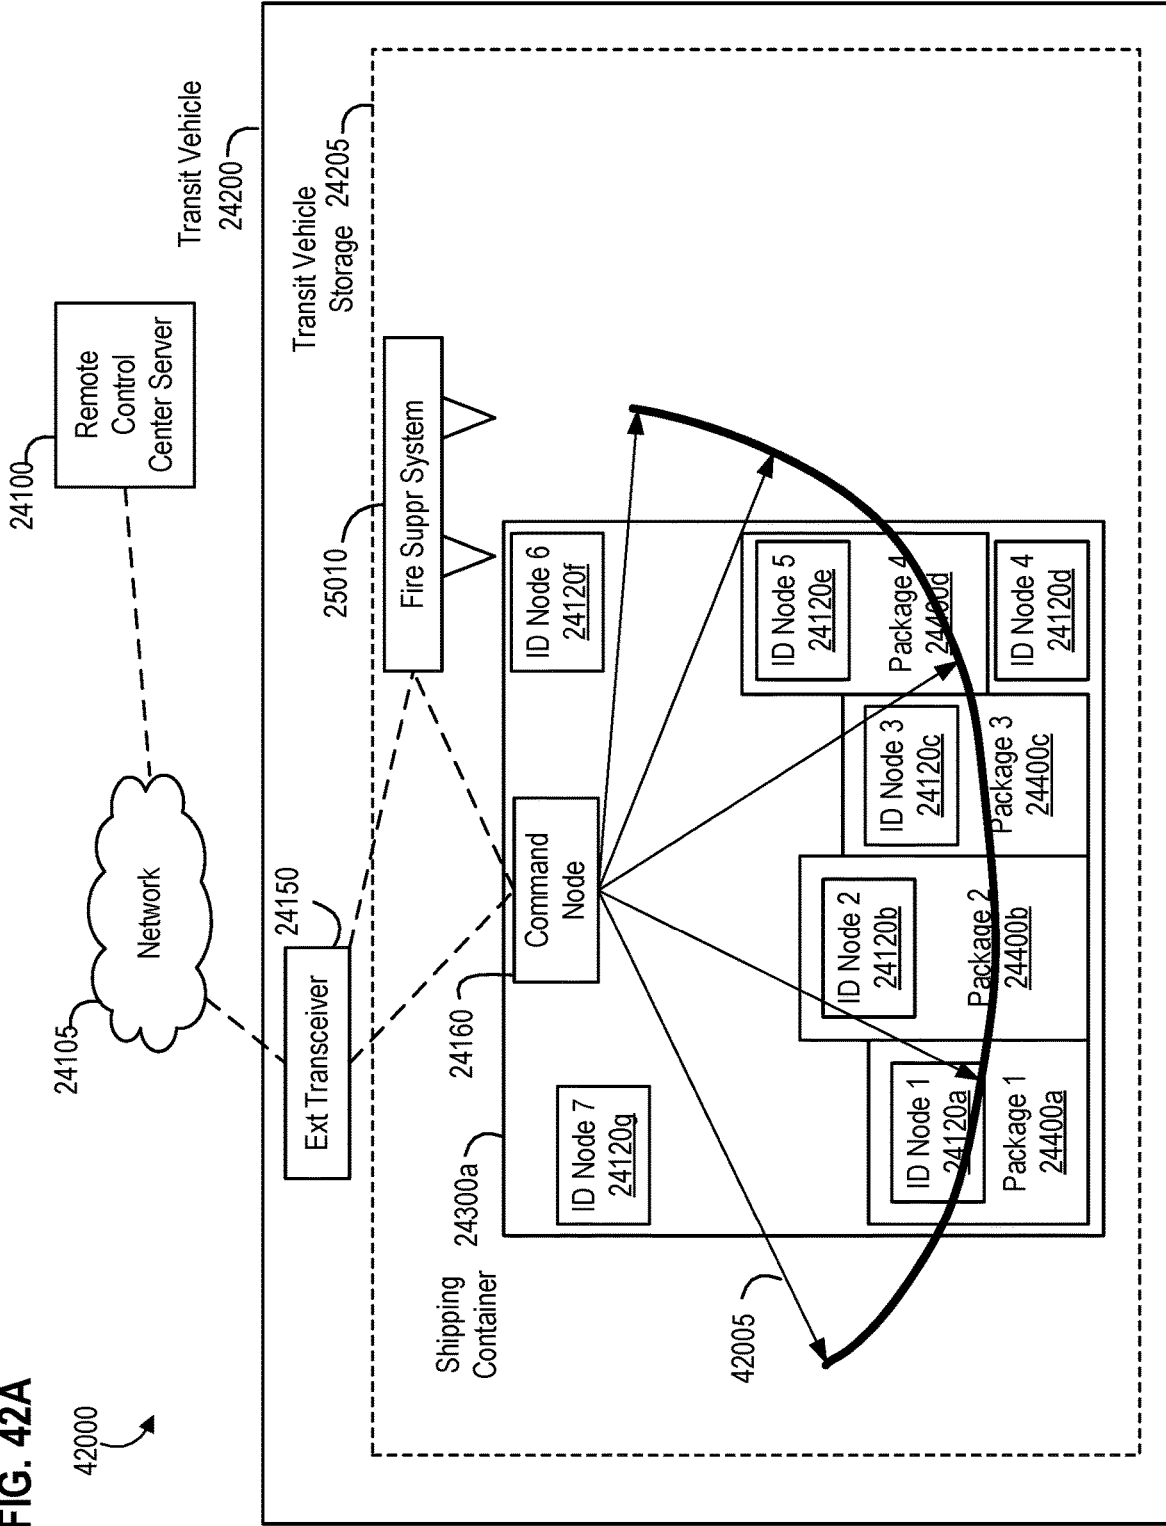 FIG. 42A
42000
24100
Remote
Control
Center Server
24105
Network
Transit Vehicle
24200
24150
Ext Transceiver
Transit Vehicle
Storage 24205
25010
Fire Suppr System
Shipping
Container
24300a
24160
Command
Node
ID Node 7
24120g
ID Node 6
24120f
42005
ID Node 1
24120a
Package 1
24400a
ID Node 2
24120b
Package 2
24400b
ID Node 3
24120c
Package 3
24400c
ID Node 5
24120e
Package 4
24400d
ID Node 4
24120d